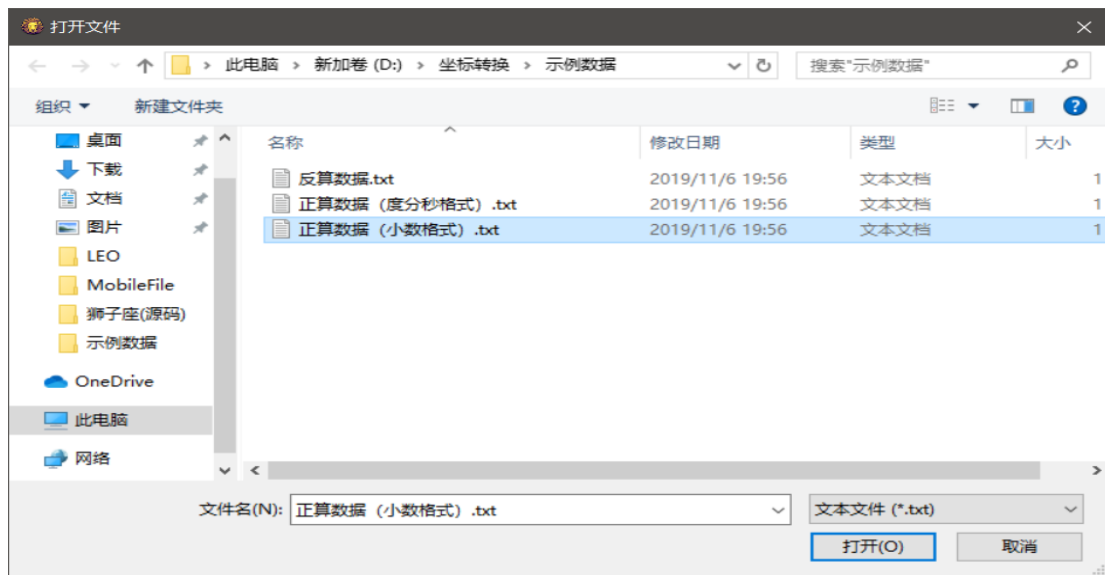 打开文件
此电脑 > 新加卷 (D:) > 坐标转换 > 示例数据
搜索"示例数据"
组织
新建文件夹
桌面
下载
文档
图片
LEO
MobileFile
狮子座(源码)
示例数据
OneDrive
此电脑
网络
名称 修改日期 类型 大小
反算数据.txt 2019/11/6 19:56 文本文档 1
正算数据（度分秒格式）.txt 2019/11/6 19:56 文本文档 1
正算数据（小数格式）.txt 2019/11/6 19:56 文本文档 1
文件名(N): 正算数据（小数格式）.txt 文本文件 (*.txt)
打开(O) 取消